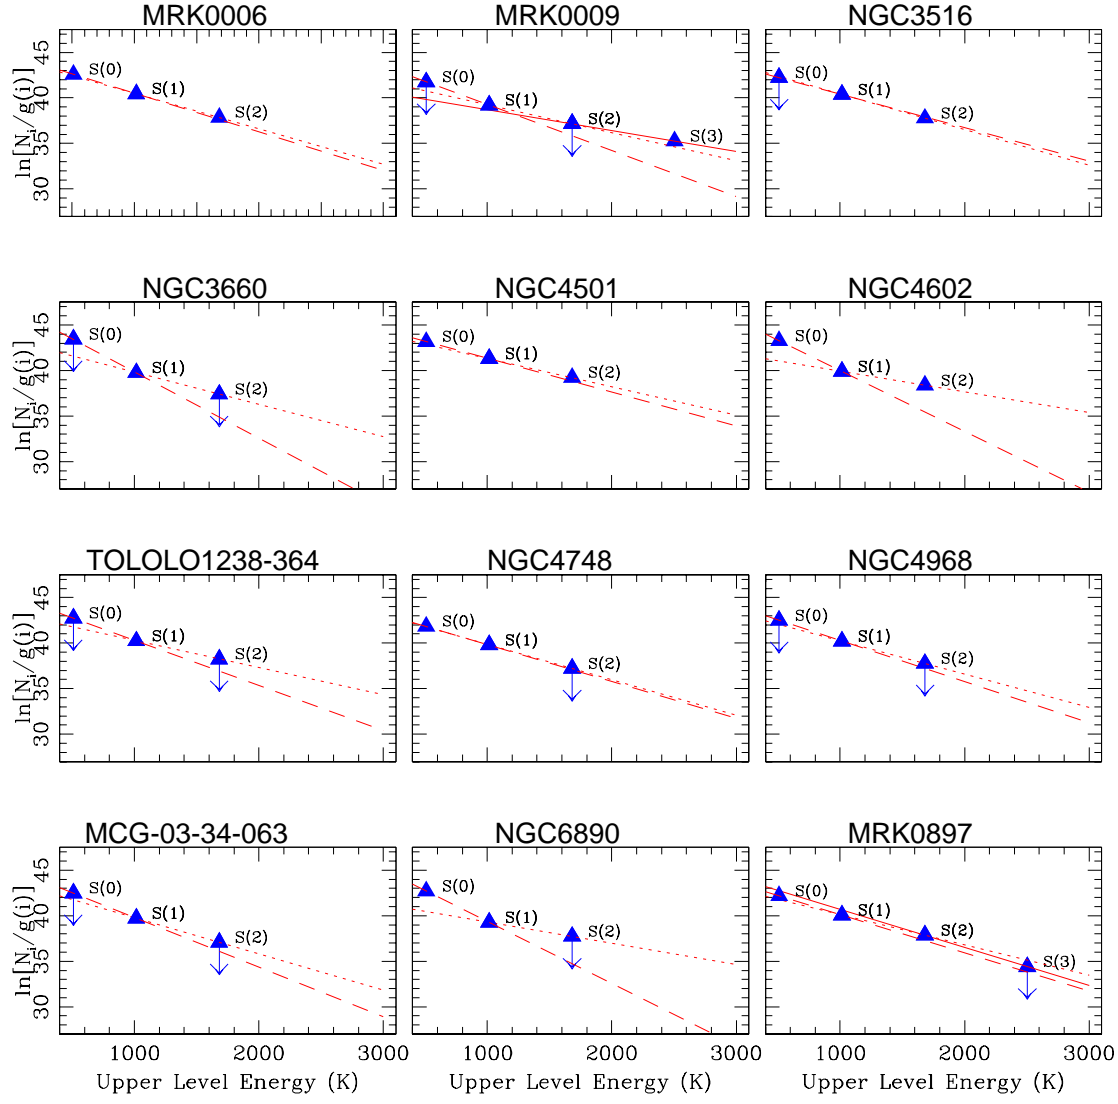 MRK0006 MRK0009 NGC3516
ln[N_i/g(i)] 30 35 40 45
S(0) S(1) S(2)
S(0) S(1) S(2) S(3)
S(0) S(1) S(2)
NGC3660 NGC4501 NGC4602
ln[N_i/g(i)] 30 35 40 45
S(0) S(1) S(2)
S(0) S(1) S(2)
S(0) S(1) S(2)
TOLOLO1238-364 NGC4748 NGC4968
ln[N_i/g(i)] 30 35 40 45
S(0) S(1) S(2)
S(0) S(1) S(2)
S(0) S(1) S(2)
MCG-03-34-063 NGC6890 MRK0897
ln[N_i/g(i)] 30 35 40 45
S(0) S(1) S(2)
S(0) S(1) S(2)
S(0) S(1) S(2) S(3)
1000 2000 3000 1000 2000 3000 1000 2000 3000
Upper Level Energy (K) Upper Level Energy (K) Upper Level Energy (K)